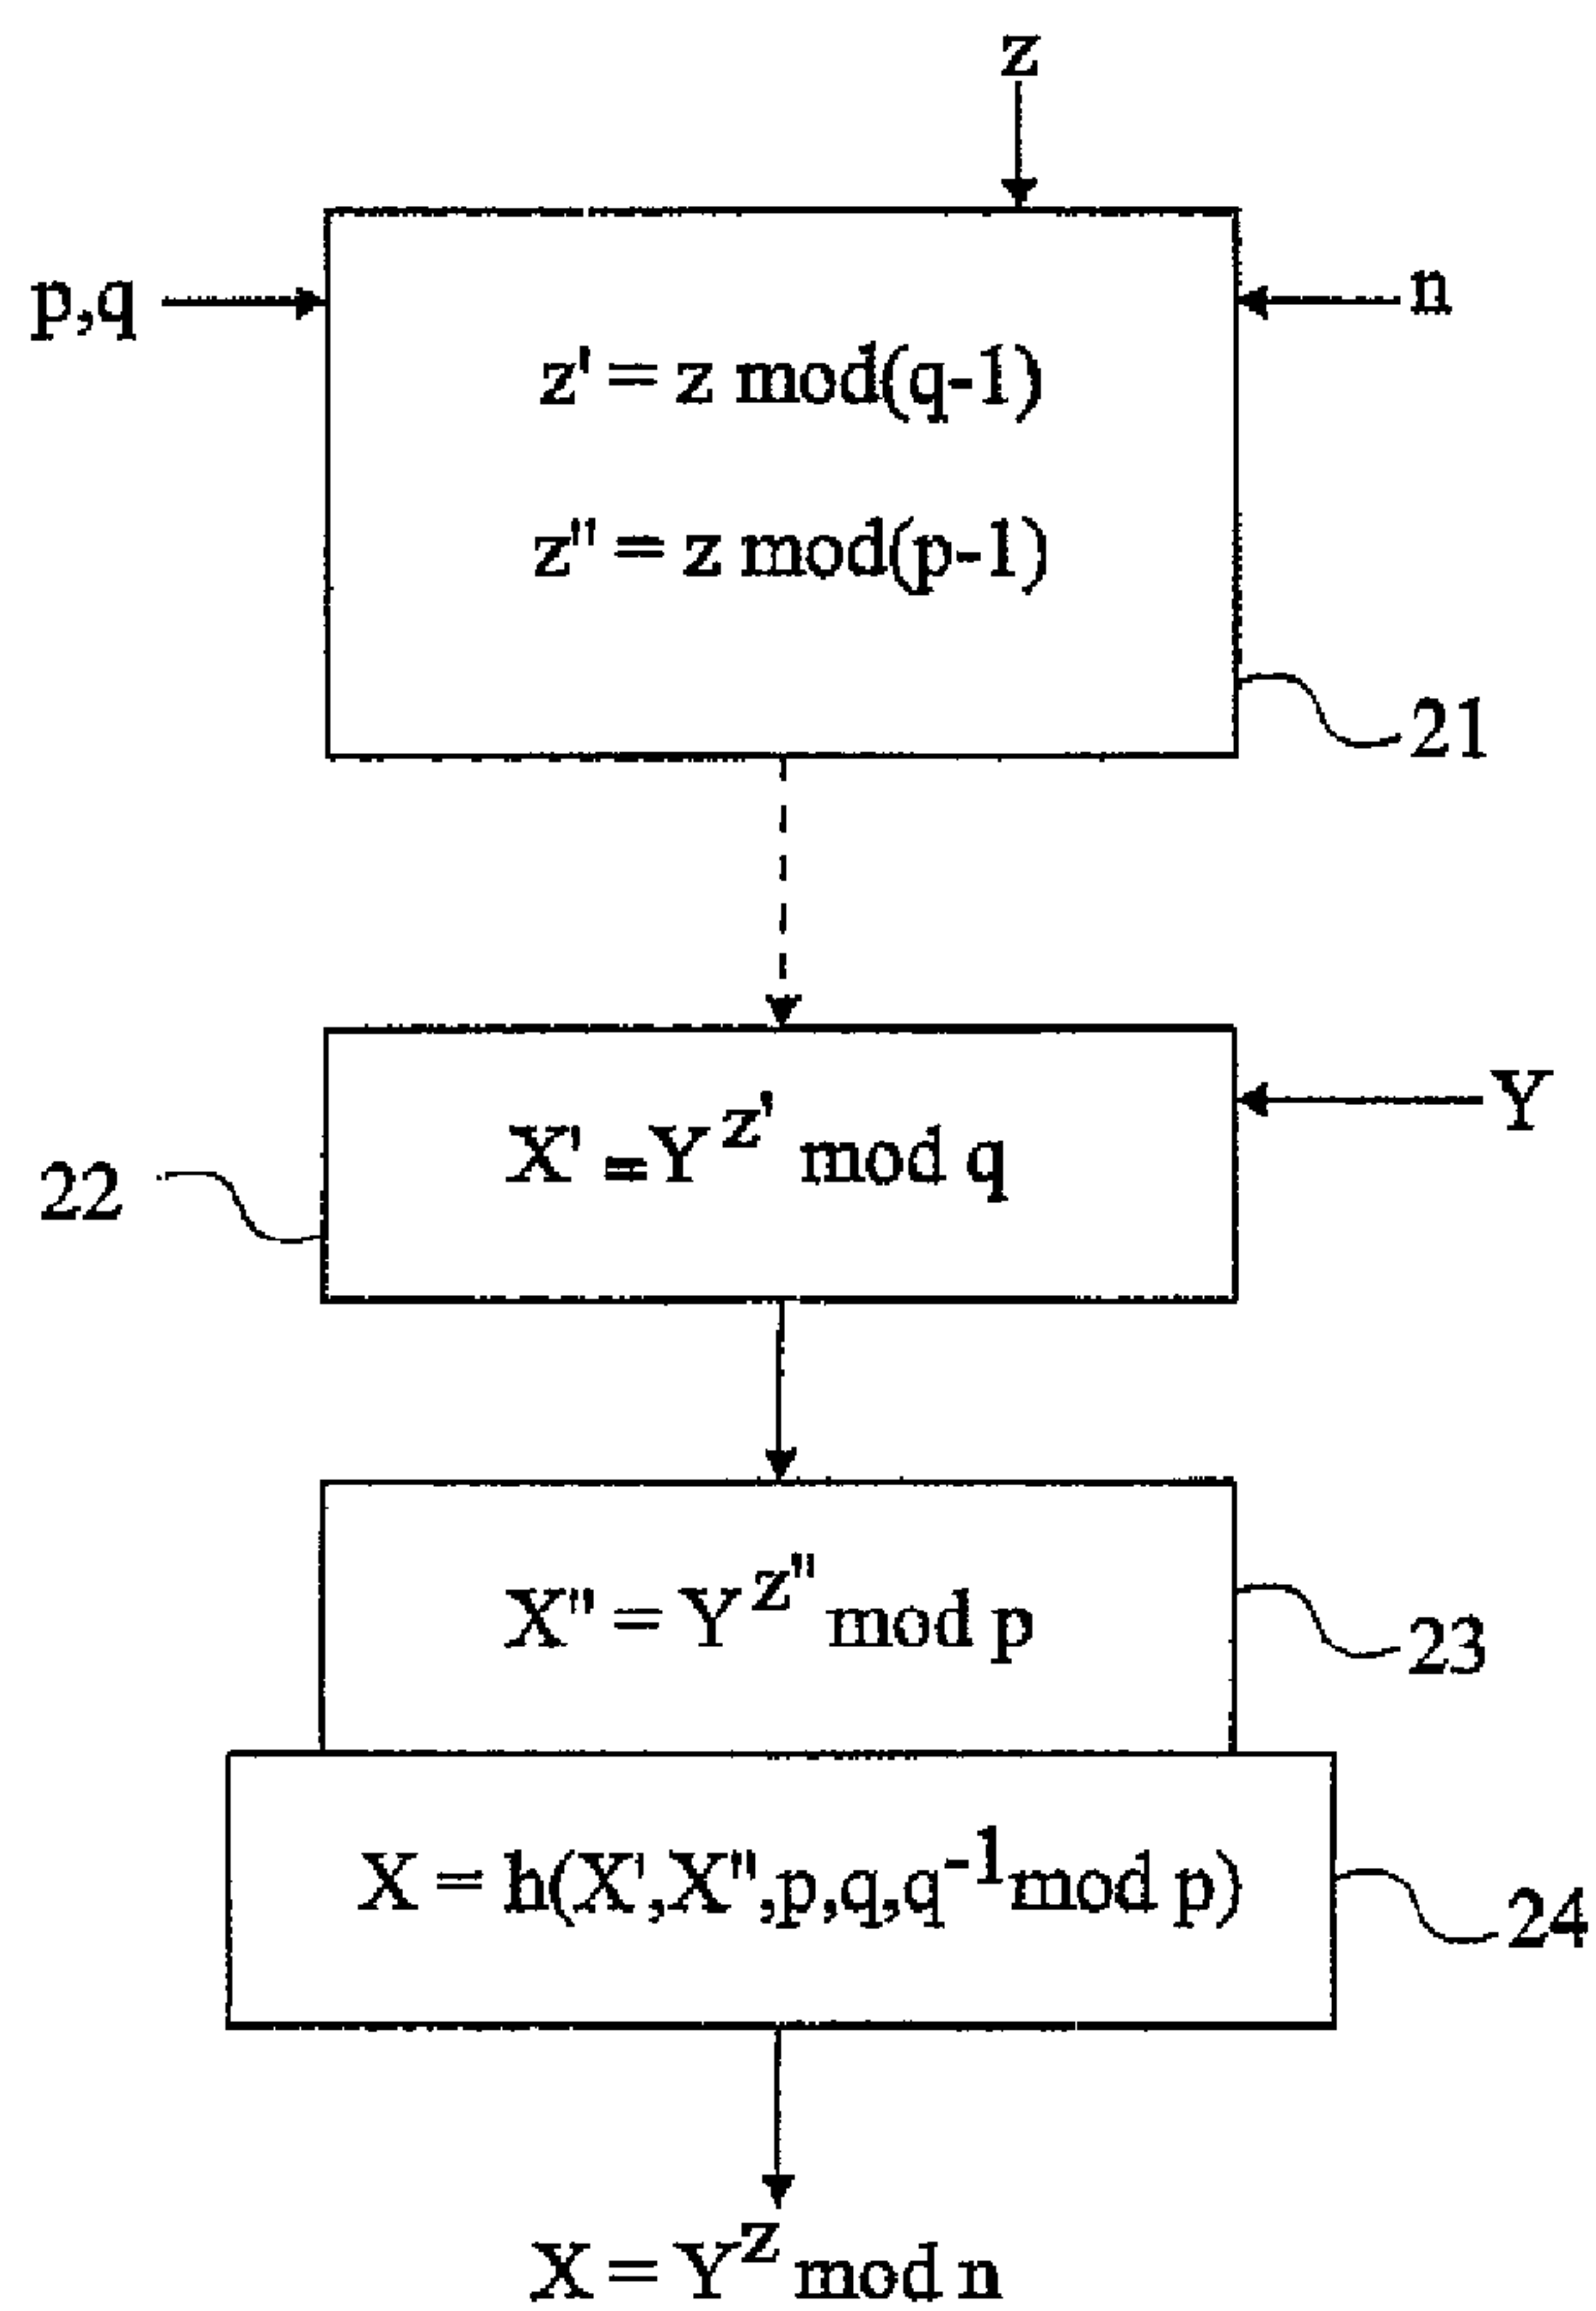 z
p,q
n
z' = z mod(q-1)
z" = z mod(p-1)
21
X' = Y^z' mod q
Y
22
X" = Y^z" mod p
23
X = h(X',X",p,q,q^-1 mod p)
24
X = Y^z mod n